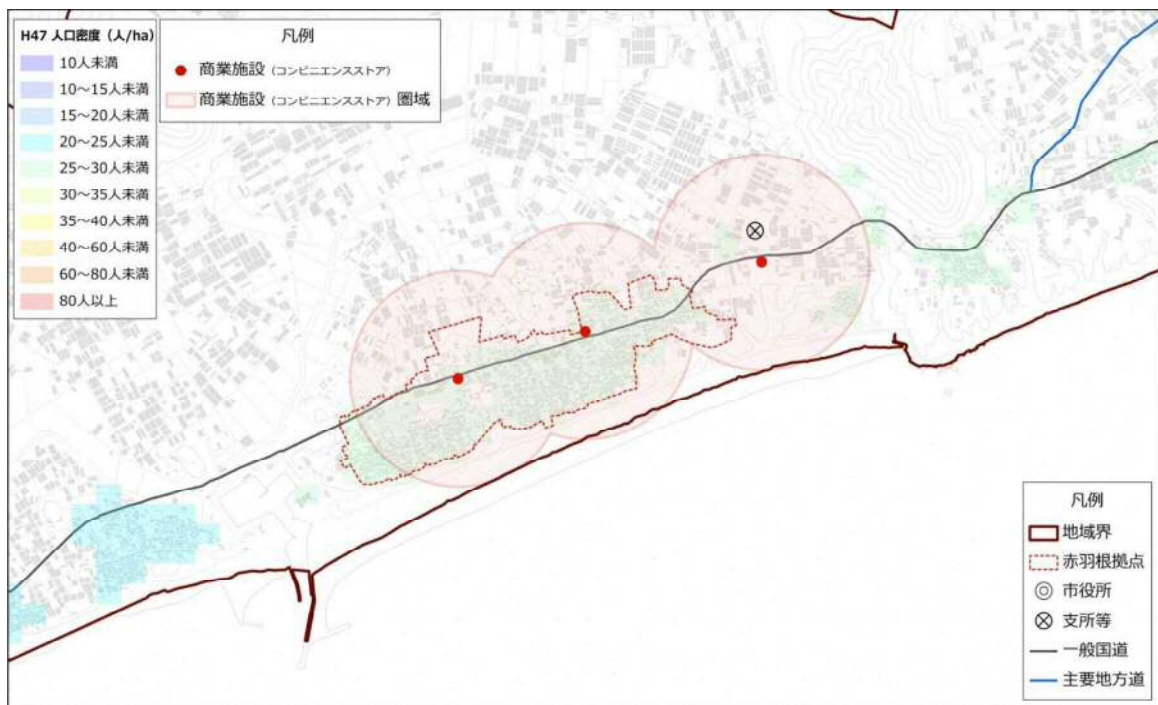 H47 人口密度（人/ha）
10人未満
10～15人未満
15～20人未満
20～25人未満
25～30人未満
30～35人未満
35～40人未満
40～60人未満
60～80人未満
80人以上
凡例
商業施設（コンビニエンスストア）
商業施設（コンビニエンスストア）圏域
凡例
地域界
赤羽根拠点
市役所
支所等
一般国道
主要地方道